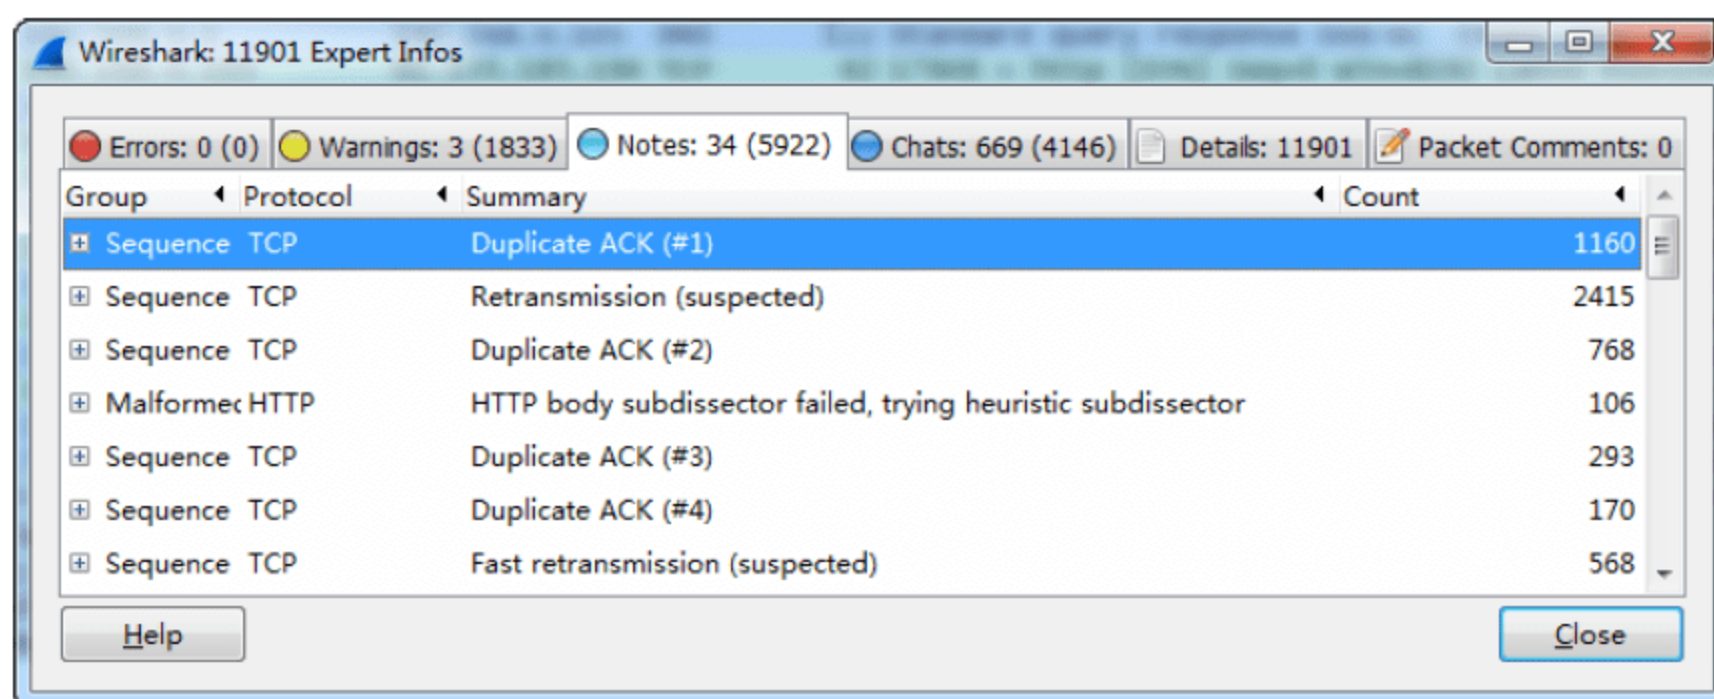 Wireshark: 11901 Expert Infos
Errors: 0 (0) Warnings: 3 (1833) Notes: 34 (5922) Chats: 669 (4146) Details: 11901 Packet Comments: 0
Group Protocol Summary Count
Sequence TCP Duplicate ACK (#1) 1160
Sequence TCP Retransmission (suspected) 2415
Sequence TCP Duplicate ACK (#2) 768
Malformec HTTP HTTP body subdissector failed, trying heuristic subdissector 106
Sequence TCP Duplicate ACK (#3) 293
Sequence TCP Duplicate ACK (#4) 170
Sequence TCP Fast retransmission (suspected) 568
Help Close